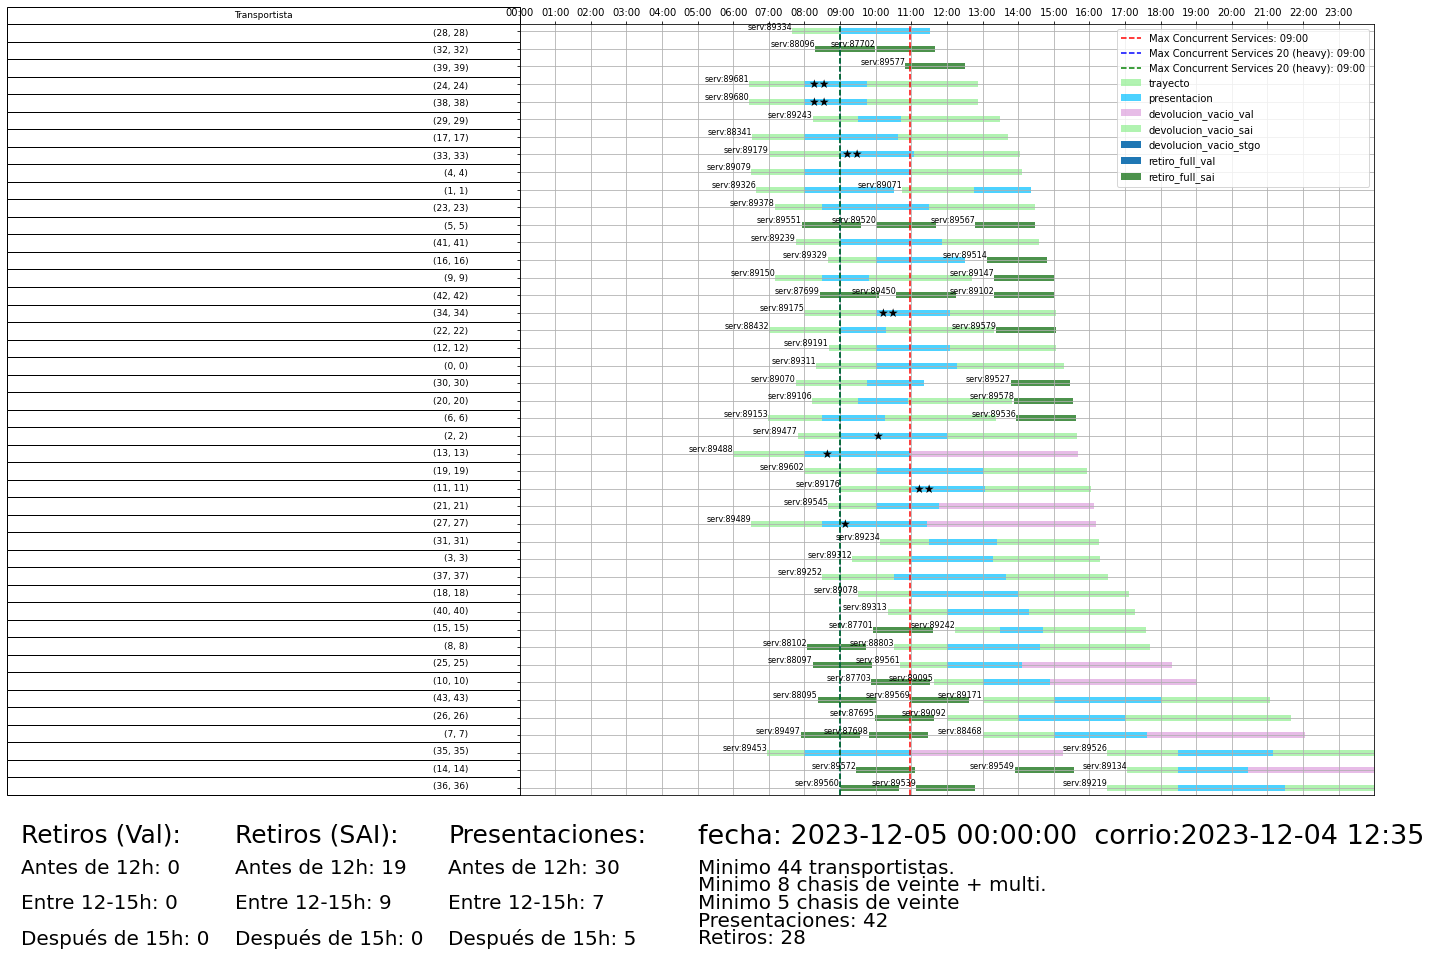 Transportista
00:00 01:00 02:00 03:00 04:00 05:00 06:00 07:00 08:00 09:00 10:00 11:00 12:00 13:00 14:00 15:00 16:00 17:00 18:00 19:00 20:00 21:00 22:00 23:00
(28, 28) serv:89334
(32, 32) serv:88096 serv:87702
(39, 39) serv:89577
(24, 24) serv:89681
(38, 38) serv:89680
(29, 29) serv:89243
(17, 17) serv:88341
(33, 33) serv:89179
(4, 4) serv:89079
(1, 1) serv:89326 serv:89071
(23, 23) serv:89378
(5, 5) serv:89551 serv:89520 serv:89567
(41, 41) serv:89239
(16, 16) serv:89329 serv:89514
(9, 9) serv:89150 serv:89147
(42, 42) serv:87699 serv:89450 serv:89102
(34, 34) serv:89175
(22, 22) serv:88432 serv:89579
(12, 12) serv:89191
(0, 0) serv:89311
(30, 30) serv:89070 serv:89527
(20, 20) serv:89106 serv:89578
(6, 6) serv:89153 serv:89536
(2, 2) serv:89477
(13, 13) serv:89488
(19, 19) serv:89602
(11, 11) serv:89176
(21, 21) serv:89545
(27, 27) serv:89489
(31, 31) serv:89234
(3, 3) serv:89312
(37, 37) serv:89252
(18, 18) serv:89078
(40, 40) serv:89313
(15, 15) serv:87701 serv:89242
(8, 8) serv:88102 serv:88803
(25, 25) serv:88097 serv:89561
(10, 10) serv:87703 serv:89095
(43, 43) serv:88095 serv:89569 serv:89171
(26, 26) serv:87695 serv:89092
(7, 7) serv:89497 serv:87698 serv:88468
(35, 35) serv:89453 serv:89526
(14, 14) serv:89572 serv:89549 serv:89134
(36, 36) serv:89560 serv:89539 serv:89219
Max Concurrent Services: 09:00
Max Concurrent Services 20 (heavy): 09:00
Max Concurrent Services 20 (heavy): 09:00
trayecto
presentacion
devolucion_vacio_val
devolucion_vacio_sai
devolucion_vacio_stgo
retiro_full_val
retiro_full_sai
Retiros (Val):
Antes de 12h: 0
Entre 12-15h: 0
Después de 15h: 0
Retiros (SAI):
Antes de 12h: 19
Entre 12-15h: 9
Después de 15h: 0
Presentaciones:
Antes de 12h: 30
Entre 12-15h: 7
Después de 15h: 5
fecha: 2023-12-05 00:00:00 corrio:2023-12-04 12:35
Minimo 44 transportistas.
Minimo 8 chasis de veinte + multi.
Minimo 5 chasis de veinte
Presentaciones: 42
Retiros: 28